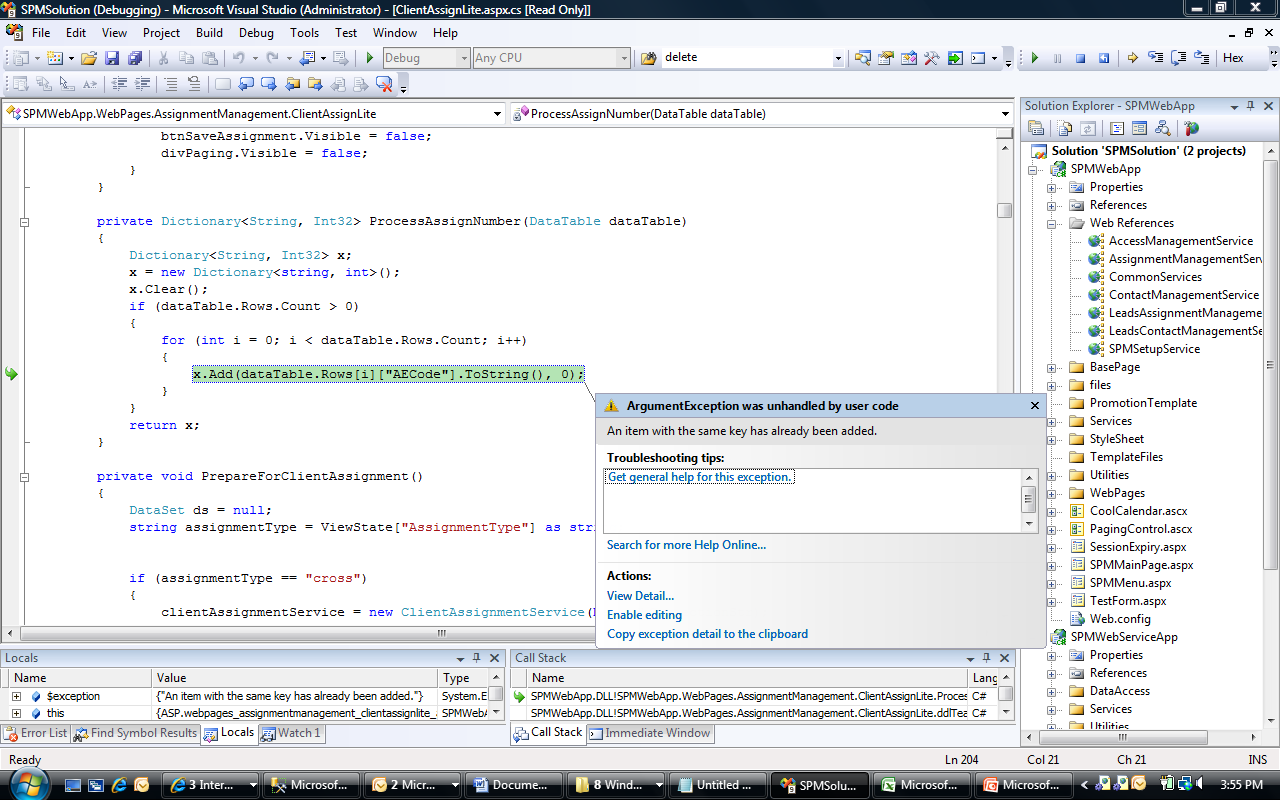 SPMSolution (Debugging) - Microsoft Visual Studio (Administrator) - [ClientAssignLite.aspx.cs [Read Only]]
File Edit View Project Build Debug Tools Test Window Help
Debug Any CPU delete Hex
SPMWebApp.WebPages.AssignmentManagement.ClientAssignLite ProcessAssignNumber(DataTable dataTable)
btnSaveAssignment.Visible = false;
divPaging.Visible = false;
}
}
private Dictionary<String, Int32> ProcessAssignNumber(DataTable dataTable)
{
Dictionary<String, Int32> x;
x = new Dictionary<string, int>();
x.Clear();
if (dataTable.Rows.Count > 0)
{
for (int i = 0; i < dataTable.Rows.Count; i++)
{
x.Add(dataTable.Rows[i]["AECode"].ToString(), 0);
}
}
return x;
}
private void PrepareForClientAssignment()
{
DataSet ds = null;
string assignmentType = ViewState["AssignmentType"] as stri
if (assignmentType == "cross")
{
clientAssignmentService = new ClientAssignmentService(
ArgumentException was unhandled by user code
An item with the same key has already been added.
Troubleshooting tips:
Get general help for this exception.
Search for more Help Online...
Actions:
View Detail...
Enable editing
Copy exception detail to the clipboard
Solution Explorer - SPMWebApp
Solution 'SPMSolution' (2 projects)
SPMWebApp
Properties
References
Web References
AccessManagementService
AssignmentManagementSer
CommonServices
ContactManagementService
LeadsAssignmentManageme
LeadsContactManagementSe
SPMSetupService
BasePage
files
PromotionTemplate
Services
StyleSheet
TemplateFiles
Utilities
WebPages
CoolCalendar.ascx
PagingControl.ascx
SessionExpiry.aspx
SPMMainPage.aspx
SPMMenu.aspx
TestForm.aspx
Web.config
SPMWebServiceApp
Properties
References
DataAccess
Services
Utilities
Locals
Name Value Type
$exception {"An item with the same key has already been added."} System.E
this {ASP.webpages_assignmentmanagement_clientassignlite_ SPMWebA
Error List Find Symbol Results Locals Watch 1
Call Stack
Name Lang
SPMWebApp.DLL!SPMWebApp.WebPages.AssignmentManagement.ClientAssignLite.Proces C#
SPMWebApp.DLL!SPMWebApp.WebPages.AssignmentManagement.ClientAssignLite.ddlTea C#
Call Stack Immediate Window
Ready Ln 204 Col 21 Ch 21 INS
3 Inter... Microsoft... 2 Micr... Docume... 8 Wind... Untitled ... SPMSolu... Microsoft... Microsoft... 3:55 PM